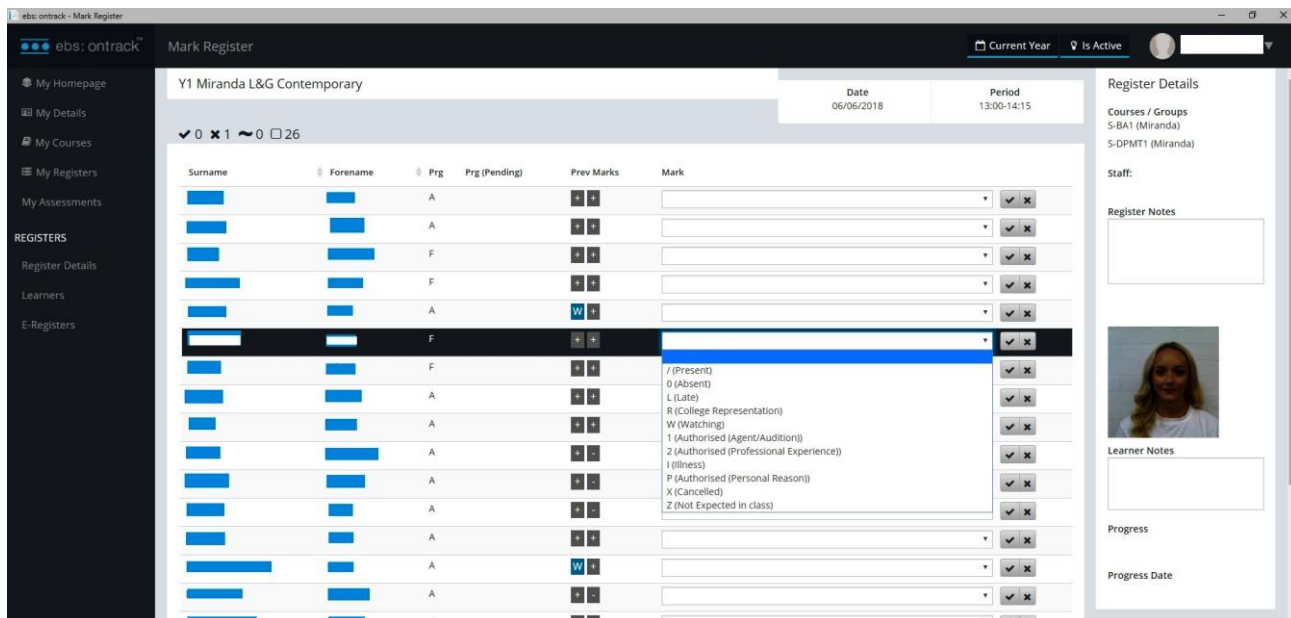 ebs: ontrack - Mark Register
ebs: ontrack™
Mark Register
Current Year
Is Active
My Homepage
My Details
My Courses
My Registers
My Assessments
REGISTERS
Register Details
Learners
E-Registers
Y1 Miranda L&G Contemporary
Date
06/06/2018
Period
13:00-14:15
0 1 0 26
Surname Forename Prg Prg (Pending) Prev Marks Mark
A + +
A + +
F + +
F + +
A W +
F + +
F + +
A + +
A + +
A + -
A + -
A + -
A + +
A W +
A + -
/ (Present)
0 (Absent)
L (Late)
R (College Representation)
W (Watching)
1 (Authorised (Agent/Audition))
2 (Authorised (Professional Experience))
I (Illness)
P (Authorised (Personal Reason))
X (Cancelled)
Z (Not Expected in class)
Register Details
Courses / Groups
S-BA1 (Miranda)
S-DPMT1 (Miranda)
Staff:
Register Notes
Learner Notes
Progress
Progress Date